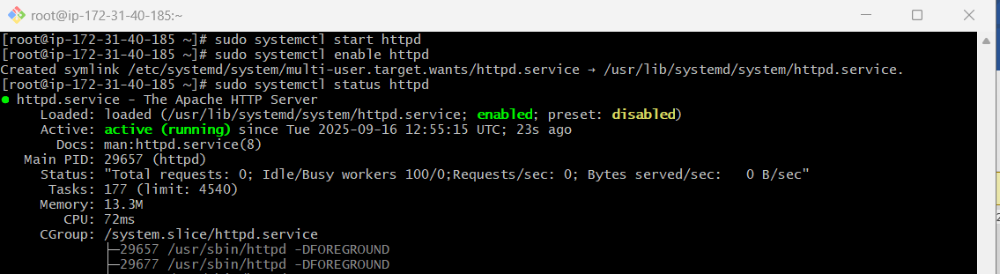 root@ip-172-31-40-185:~
[root@ip-172-31-40-185 ~]# sudo systemctl start httpd
[root@ip-172-31-40-185 ~]# sudo systemctl enable httpd
Created symlink /etc/systemd/system/multi-user.target.wants/httpd.service → /usr/lib/systemd/system/httpd.service.
[root@ip-172-31-40-185 ~]# sudo systemctl status httpd
● httpd.service - The Apache HTTP Server
     Loaded: loaded (/usr/lib/systemd/system/httpd.service; enabled; preset: disabled)
     Active: active (running) since Tue 2025-09-16 12:55:15 UTC; 23s ago
       Docs: man:httpd.service(8)
   Main PID: 29657 (httpd)
     Status: "Total requests: 0; Idle/Busy workers 100/0;Requests/sec: 0; Bytes served/sec:   0 B/sec"
      Tasks: 177 (limit: 4540)
     Memory: 13.3M
        CPU: 72ms
     CGroup: /system.slice/httpd.service
             ├─29657 /usr/sbin/httpd -DFOREGROUND
             ├─29677 /usr/sbin/httpd -DFOREGROUND